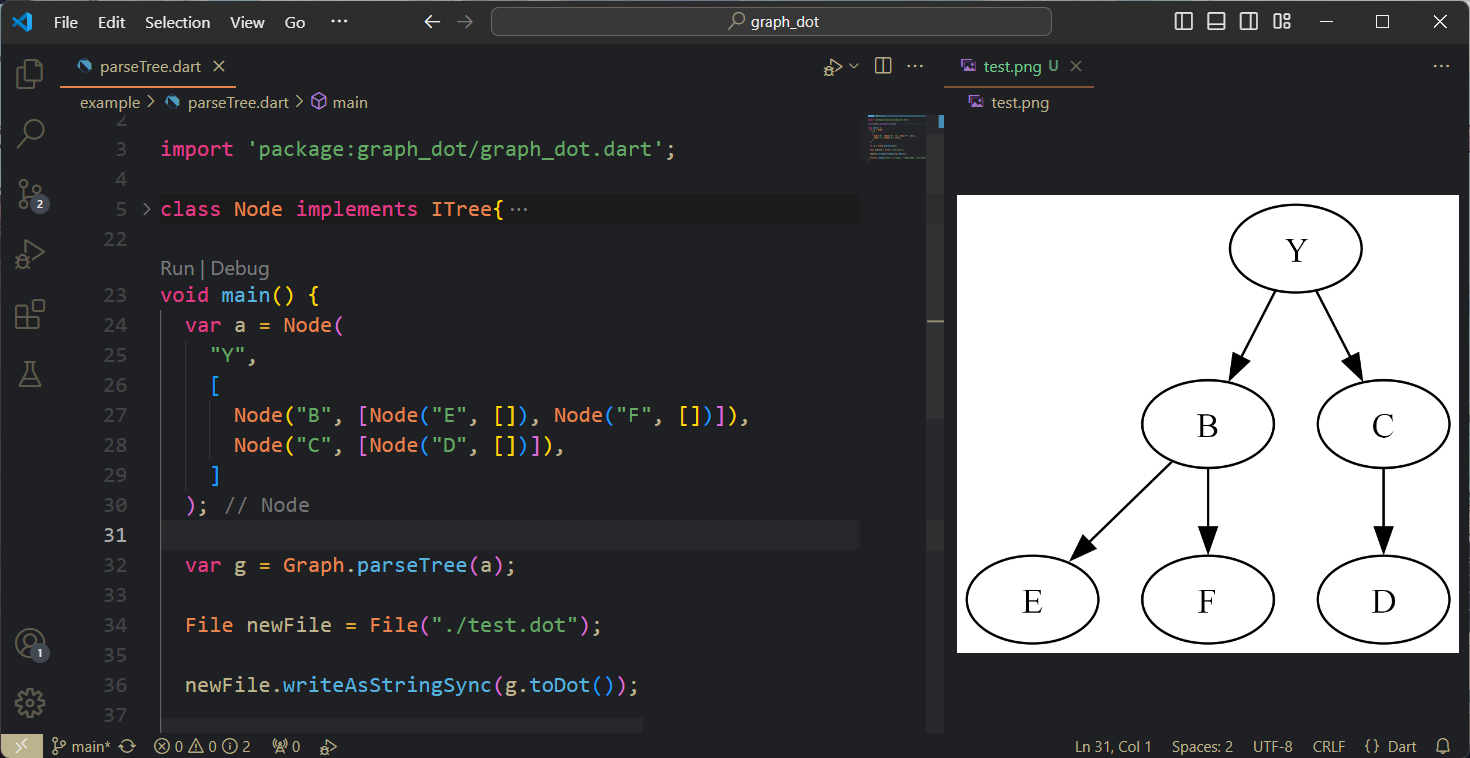 File Edit Selection View Go ··· graph_dot
parseTree.dart
test.png U
example > parseTree.dart > main
test.png
2
3 import 'package:graph_dot/graph_dot.dart';
4
5 class Node implements ITree{ ···
22
Run | Debug
23 void main() {
24 var a = Node(
25 "Y",
26 [
27 Node("B", [Node("E", []), Node("F", [])]),
28 Node("C", [Node("D", [])]),
29 ]
30 ); // Node
31
32 var g = Graph.parseTree(a);
33
34 File newFile = File("./test.dot");
35
36 newFile.writeAsStringSync(g.toDot());
37
Y
B C
E F D
2
1
main* 0 0 2 0 Ln 31, Col 1 Spaces: 2 UTF-8 CRLF {} Dart